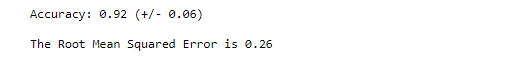 Accuracy: 0.92 (+/- 0.06)
The Root Mean Squared Error is 0.26